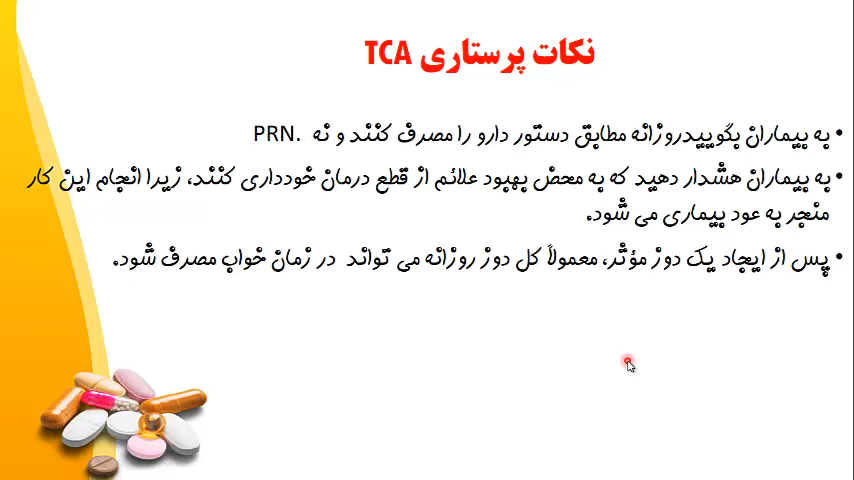 نکات پرستاری TCA
• به بیماران بگوییدروزانه مطابق دستور دارو را مصرف کنند و نه PRN.
• به بیماران هشدار دهید که به محض بهبود علائم از قطع درمان خودداری کنند، زیرا انجام این کار
منجر به عود بیماری می شود.
• پس از ایجاد یک دوز مؤثر، معمولاً کل دوز روزانه می تواند در زمان خواب مصرف شود.